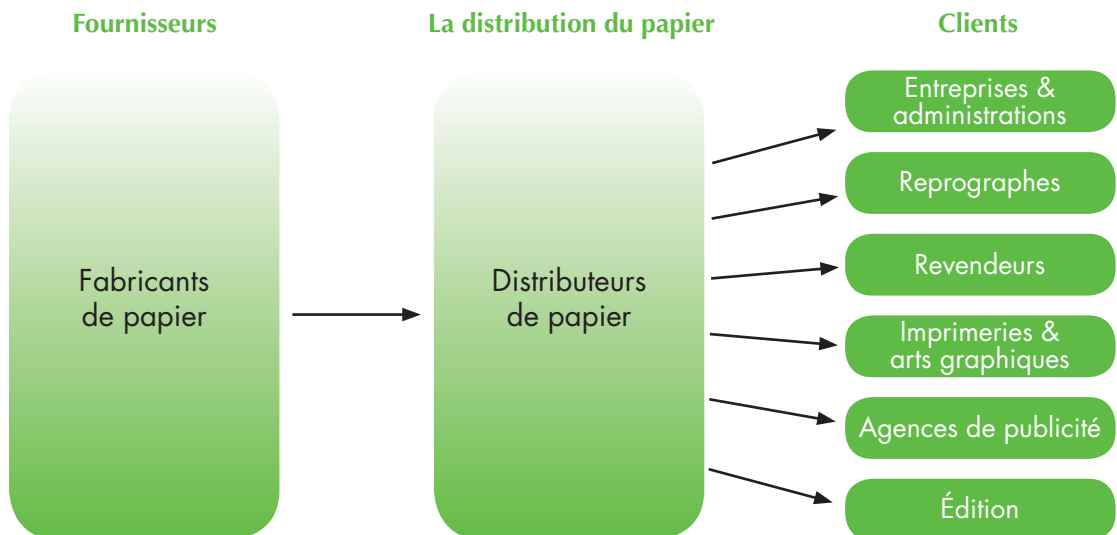 Fournisseurs
La distribution du papier
Clients
Fabricants
de papier
Distributeurs
de papier
Entreprises &
administrations
Reprographes
Revendeurs
Imprimeries &
arts graphiques
Agences de publicité
Édition